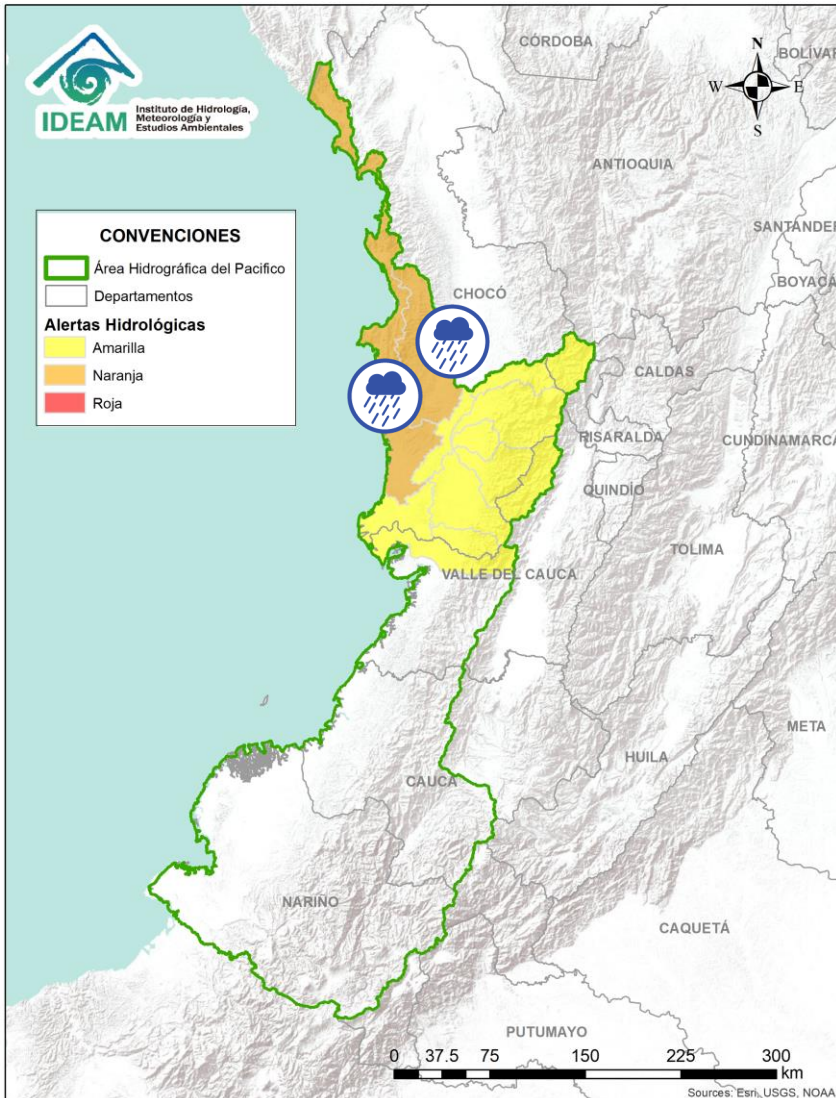 IDEAM
Instituto de Hidrología,
Meteorología y
Estudios Ambientales
CÓRDOBA
BOLÍVAR
N
W
E
S
ANTIOQUIA
SANTANDER
BOYACÁ
CONVENCIONES
Área Hidrográfica del Pacifico
Departamentos
Alertas Hidrológicas
Amarilla
Naranja
Roja
CHOCÓ
CALDAS
RISARALDA
CUNDINAMARCA
QUINDÍO
TOLIMA
VALLE DEL CAUCA
META
HUILA
CAUCA
NARIÑO
CAQUETÁ
PUTUMAYO
0 37.5 75 150 225 300
km
Sources: Esri, USGS, NOAA